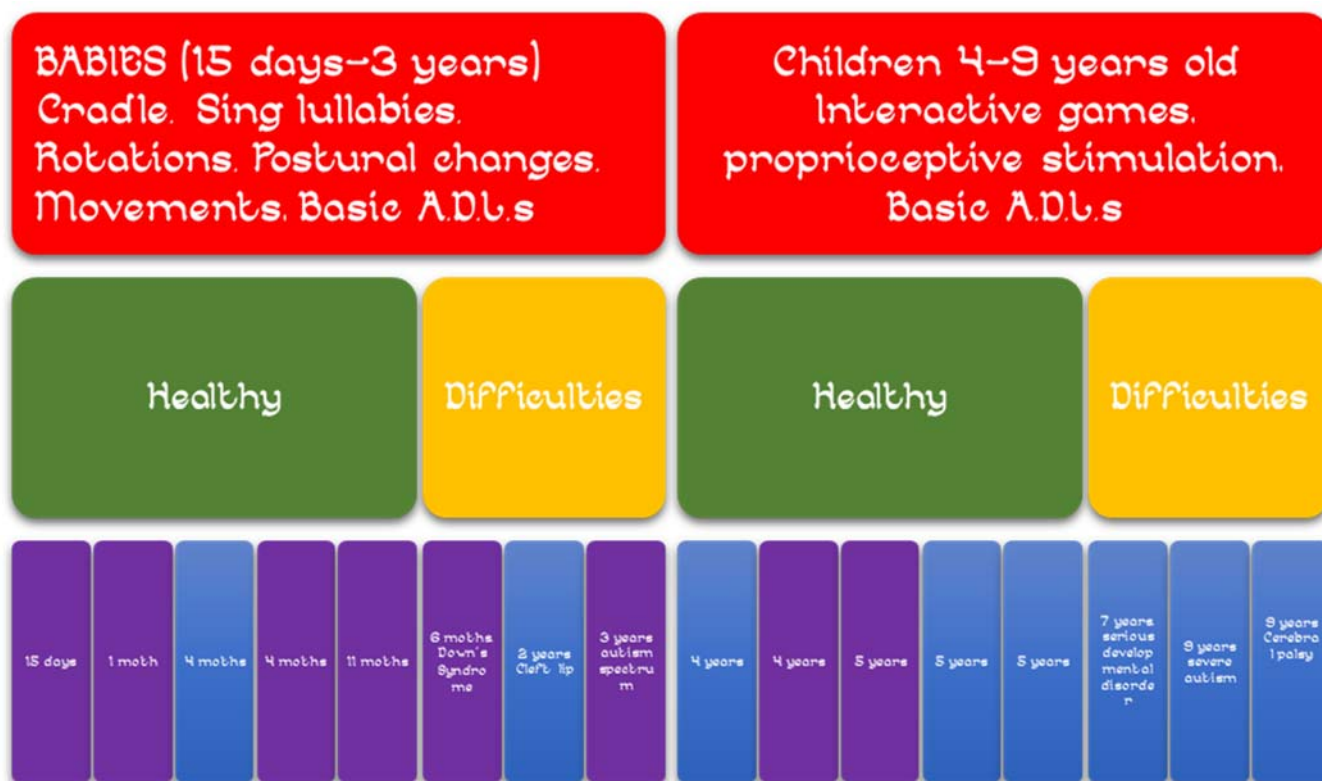 BABIES (15 days-3 years)
Cradle. Sing lullabies.
Rotations. Postural changes.
Movements. Basic A.D.L.s
Children 4-9 years old
Interactive games.
proprioceptive stimulation.
Basic A.D.L.s
Healthy
Difficulties
Healthy
Difficulties
15 days
1 moth
4 moths
4 moths
11 moths
6 moths
Down's
Syndro
me
2 years
Cleft lip
3 years
autism
spectru
m
4 years
4 years
5 years
5 years
5 years
7 years
serious
develop
mental
disorde
r
9 years
severe
autism
9 years
Cerebra
l palsy